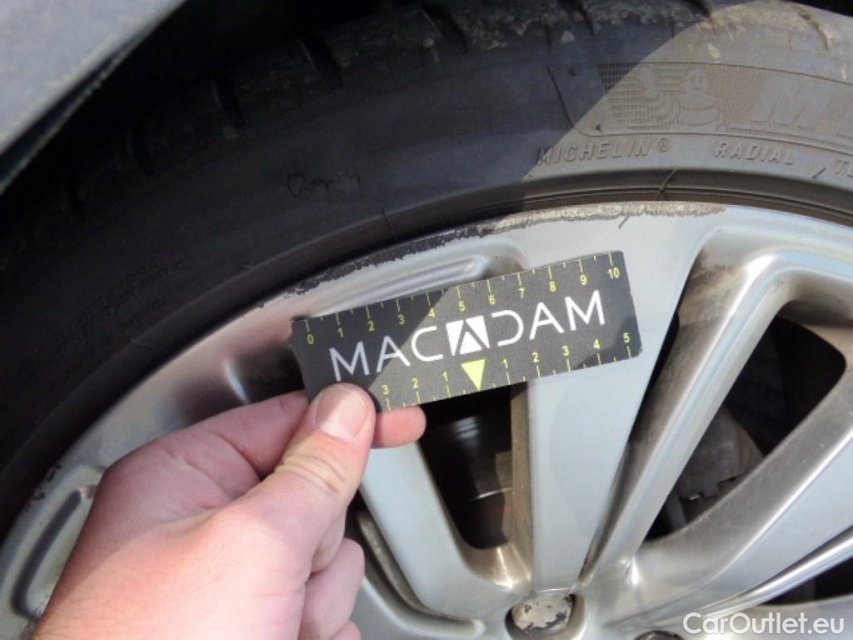 MICHELIN® RADIAL
0 1 2 3 4 5 6 7 8 9 10
MACADAM
3 2 1 1 2 3 4 5
CarOutlet.eu